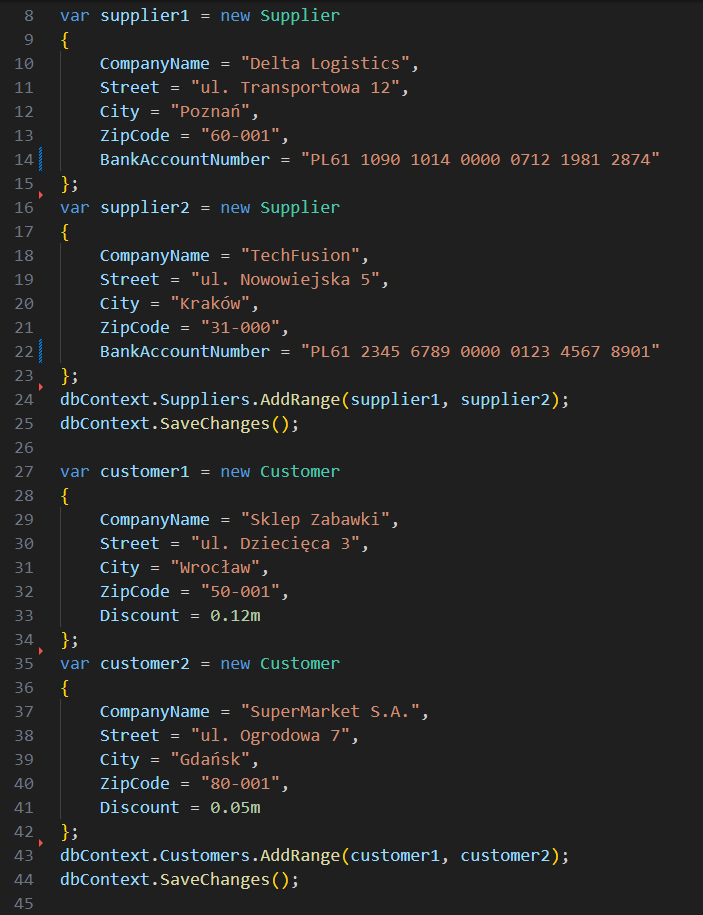 8 var supplier1 = new Supplier
9 {
10 CompanyName = "Delta Logistics",
11 Street = "ul. Transportowa 12",
12 City = "Poznań",
13 ZipCode = "60-001",
14 BankAccountNumber = "PL61 1090 1014 0000 0712 1981 2874"
15 };
16 var supplier2 = new Supplier
17 {
18 CompanyName = "TechFusion",
19 Street = "ul. Nowowiejska 5",
20 City = "Kraków",
21 ZipCode = "31-000",
22 BankAccountNumber = "PL61 2345 6789 0000 0123 4567 8901"
23 };
24 dbContext.Suppliers.AddRange(supplier1, supplier2);
25 dbContext.SaveChanges();
26
27 var customer1 = new Customer
28 {
29 CompanyName = "Sklep Zabawki",
30 Street = "ul. Dziecięca 3",
31 City = "Wrocław",
32 ZipCode = "50-001",
33 Discount = 0.12m
34 };
35 var customer2 = new Customer
36 {
37 CompanyName = "SuperMarket S.A.",
38 Street = "ul. Ogrodowa 7",
39 City = "Gdańsk",
40 ZipCode = "80-001",
41 Discount = 0.05m
42 };
43 dbContext.Customers.AddRange(customer1, customer2);
44 dbContext.SaveChanges();
45